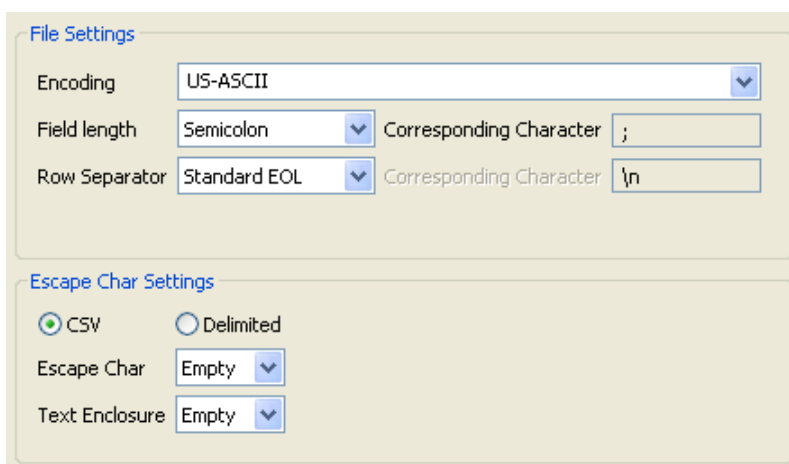 File Settings
Encoding US-ASCII
Field length Semicolon Corresponding Character ;
Row Separator Standard EOL Corresponding Character \n
Escape Char Settings
CSV Delimited
Escape Char Empty
Text Enclosure Empty